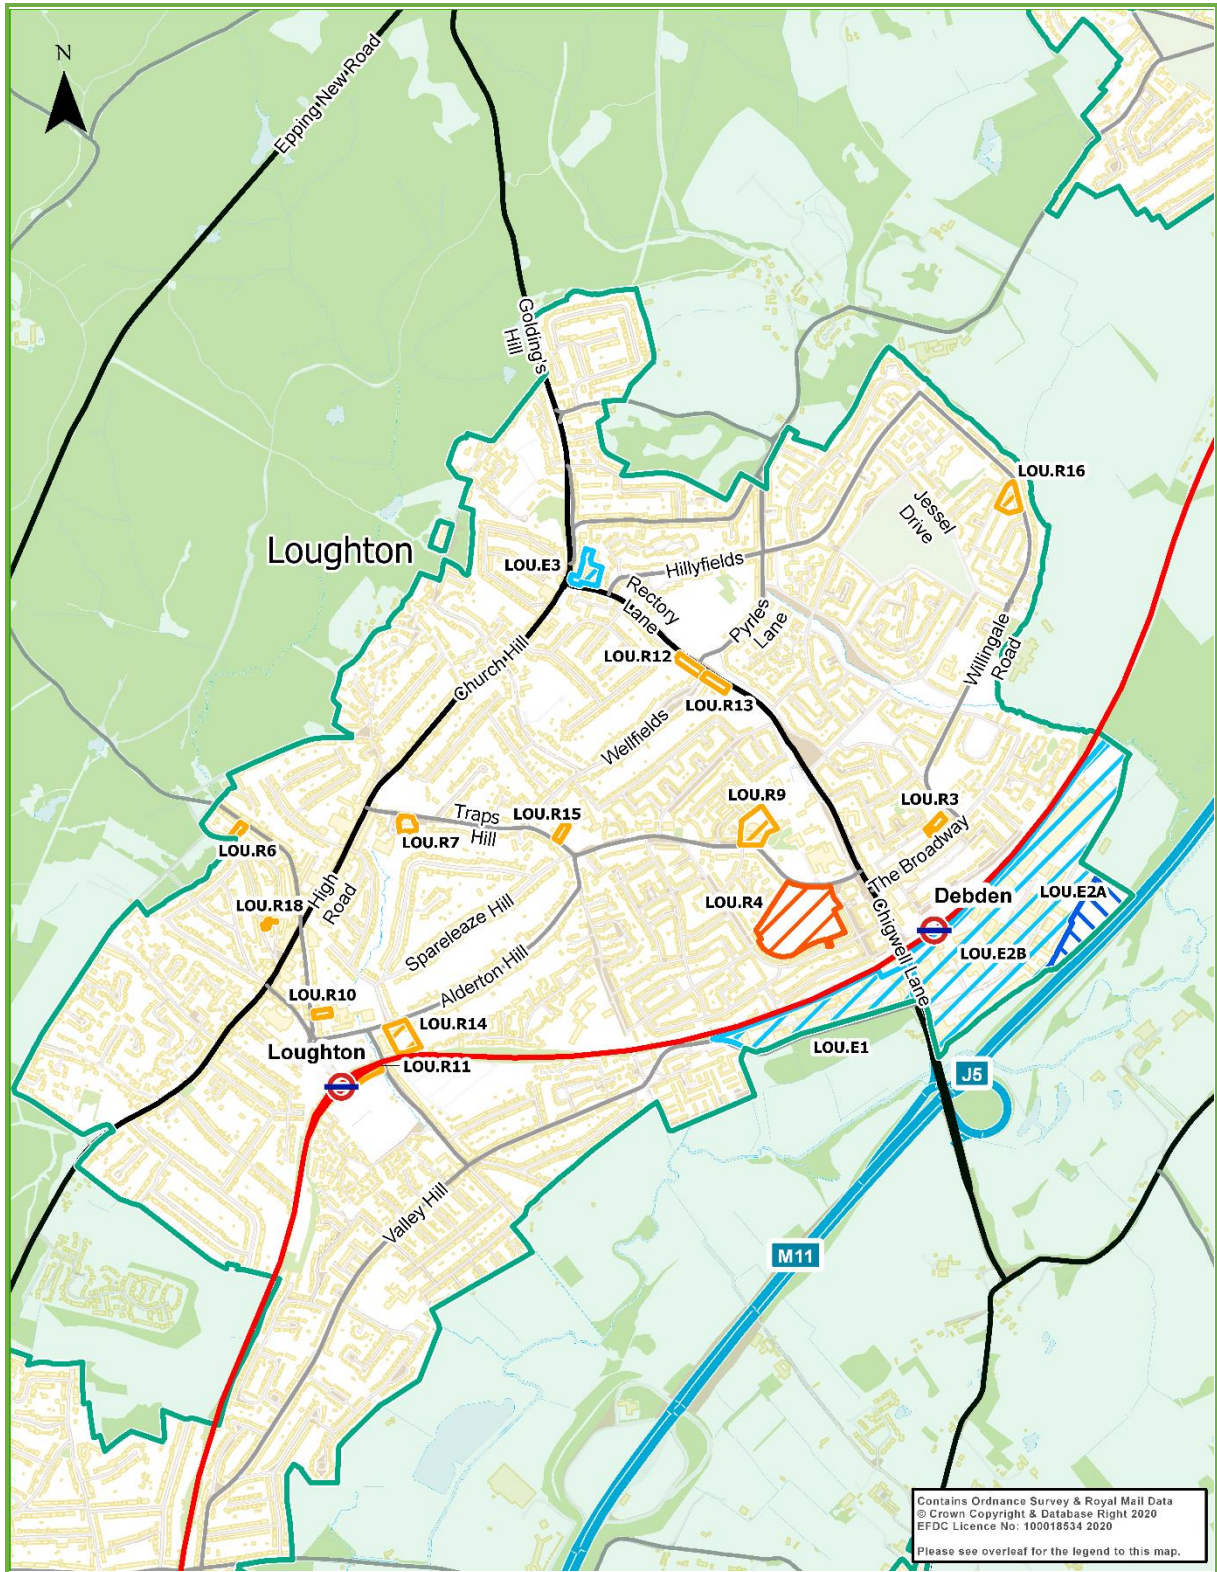 N
Epping New Road
Golding's
Hill
LOU.R16
Jessel
Drive
Loughton
LOU.E3
Hillyfields
Rectory
Lane
Pyrles
Lane
Willingale
Road
LOU.R12
Church Hill
LOU.R13
Wellfields
LOU.R9
Traps
Hill
LOU.R15
LOU.R3
LOU.R7
LOU.R6
The Broadway
High
Road
LOU.R18
LOU.R4
Debden
LOU.E2A
Spareleaze Hill
Chigwell Lane
LOU.E2B
Alderton Hill
LOU.R10
LOU.R14
Loughton
LOU.E1
LOU.R11
J5
Valley Hill
M11
Contains Ordnance Survey & Royal Mail Data
© Crown Copyright & Database Right 2020
EFDC Licence No: 100018534 2020
Please see overleaf for the legend to this map.